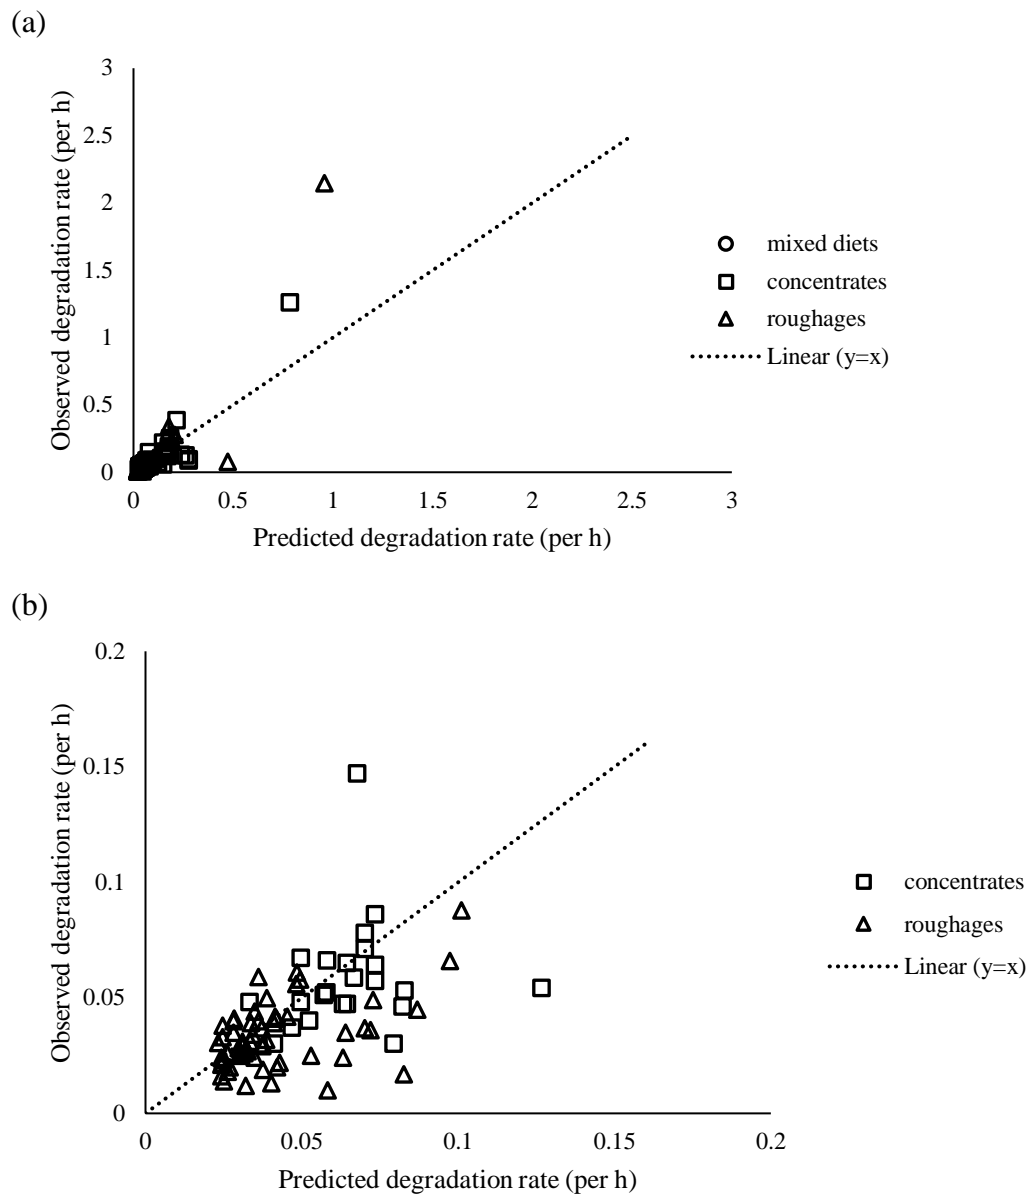 (a)
3
2.5
2
1.5
1
0.5
0
Observed degradation rate (per h)
0 0.5 1 1.5 2 2.5 3
Predicted degradation rate (per h)
mixed diets
concentrates
roughages
Linear (y=x)
(b)
0.2
0.15
0.1
0.05
0
Observed degradation rate (per h)
0 0.05 0.1 0.15 0.2
Predicted degradation rate (per h)
concentrates
roughages
Linear (y=x)